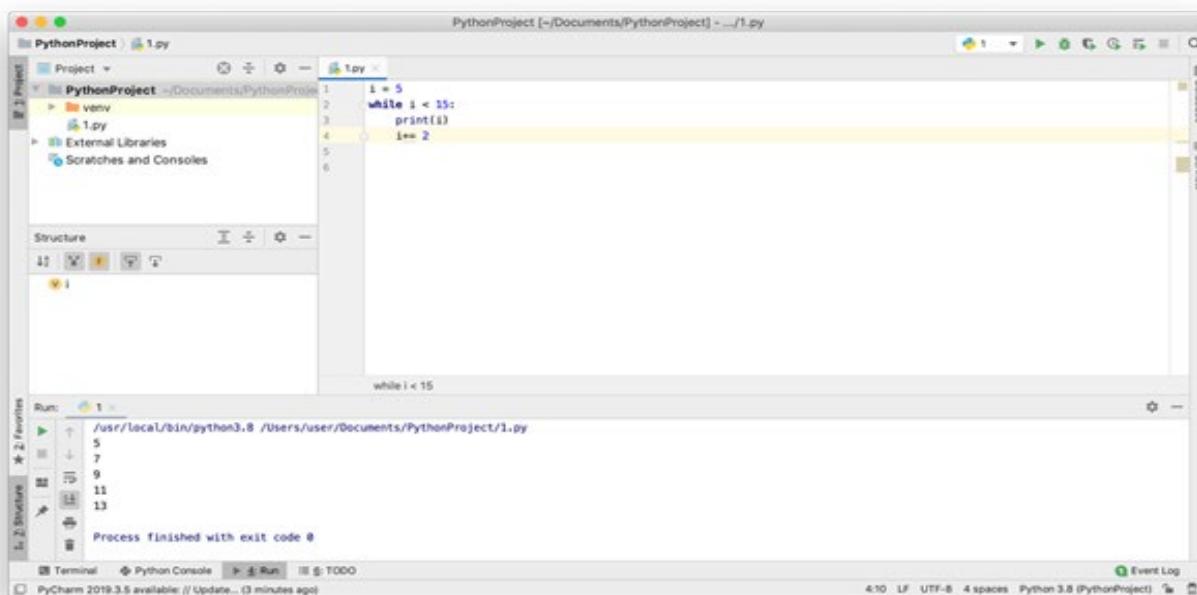 PythonProject [~/Documents/PythonProject] - .../1.py
PythonProject 1.py
1
1: Project
Project
1.py
PythonProject ~/Documents/PythonProje
venv
1.py
External Libraries
Scratches and Consoles
1 i = 5
2 while i < 15:
3 print(i)
4 i+= 2
5
6
Structure
i
while i < 15
2: Favorites
Z: Structure
Run: 1
/usr/local/bin/python3.8 /Users/user/Documents/PythonProject/1.py
5
7
9
11
13
Process finished with exit code 0
Terminal Python Console 4: Run 6: TODO Event Log
PyCharm 2019.3.5 available: // Update... (3 minutes ago) 4:10 LF UTF-8 4 spaces Python 3.8 (PythonProject)